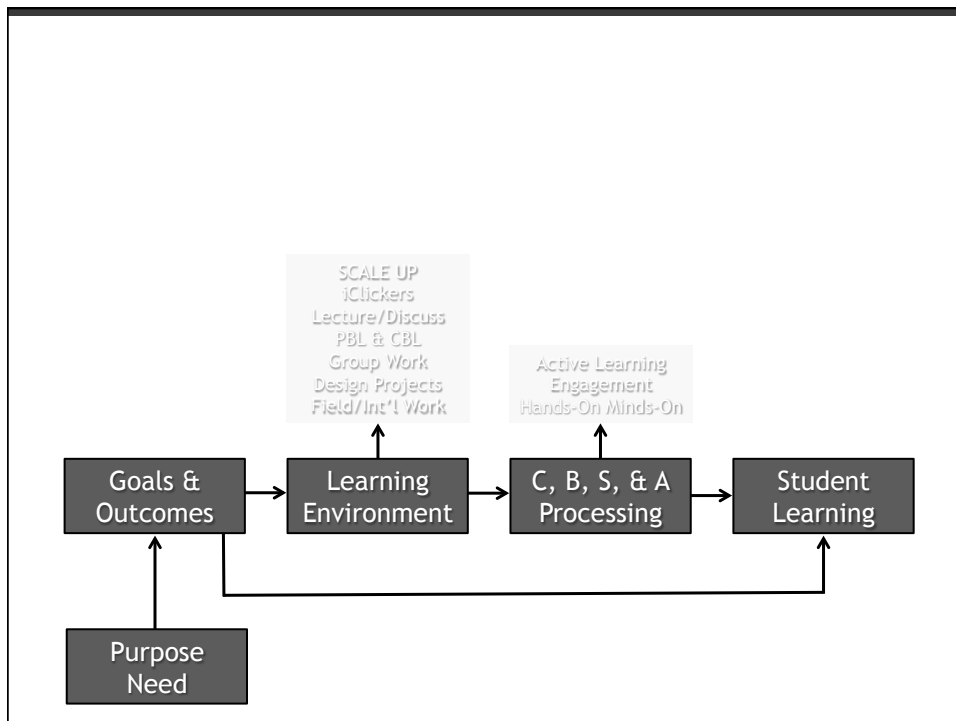 SCALE UP
iClickers
Lecture/Discuss
PBL & CBL
Group Work
Design Projects
Field/Int'l Work
Active Learning
Engagement
Hands-On Minds-On
Goals &
Outcomes
Learning
Environment
C, B, S, & A
Processing
Student
Learning
Purpose
Need